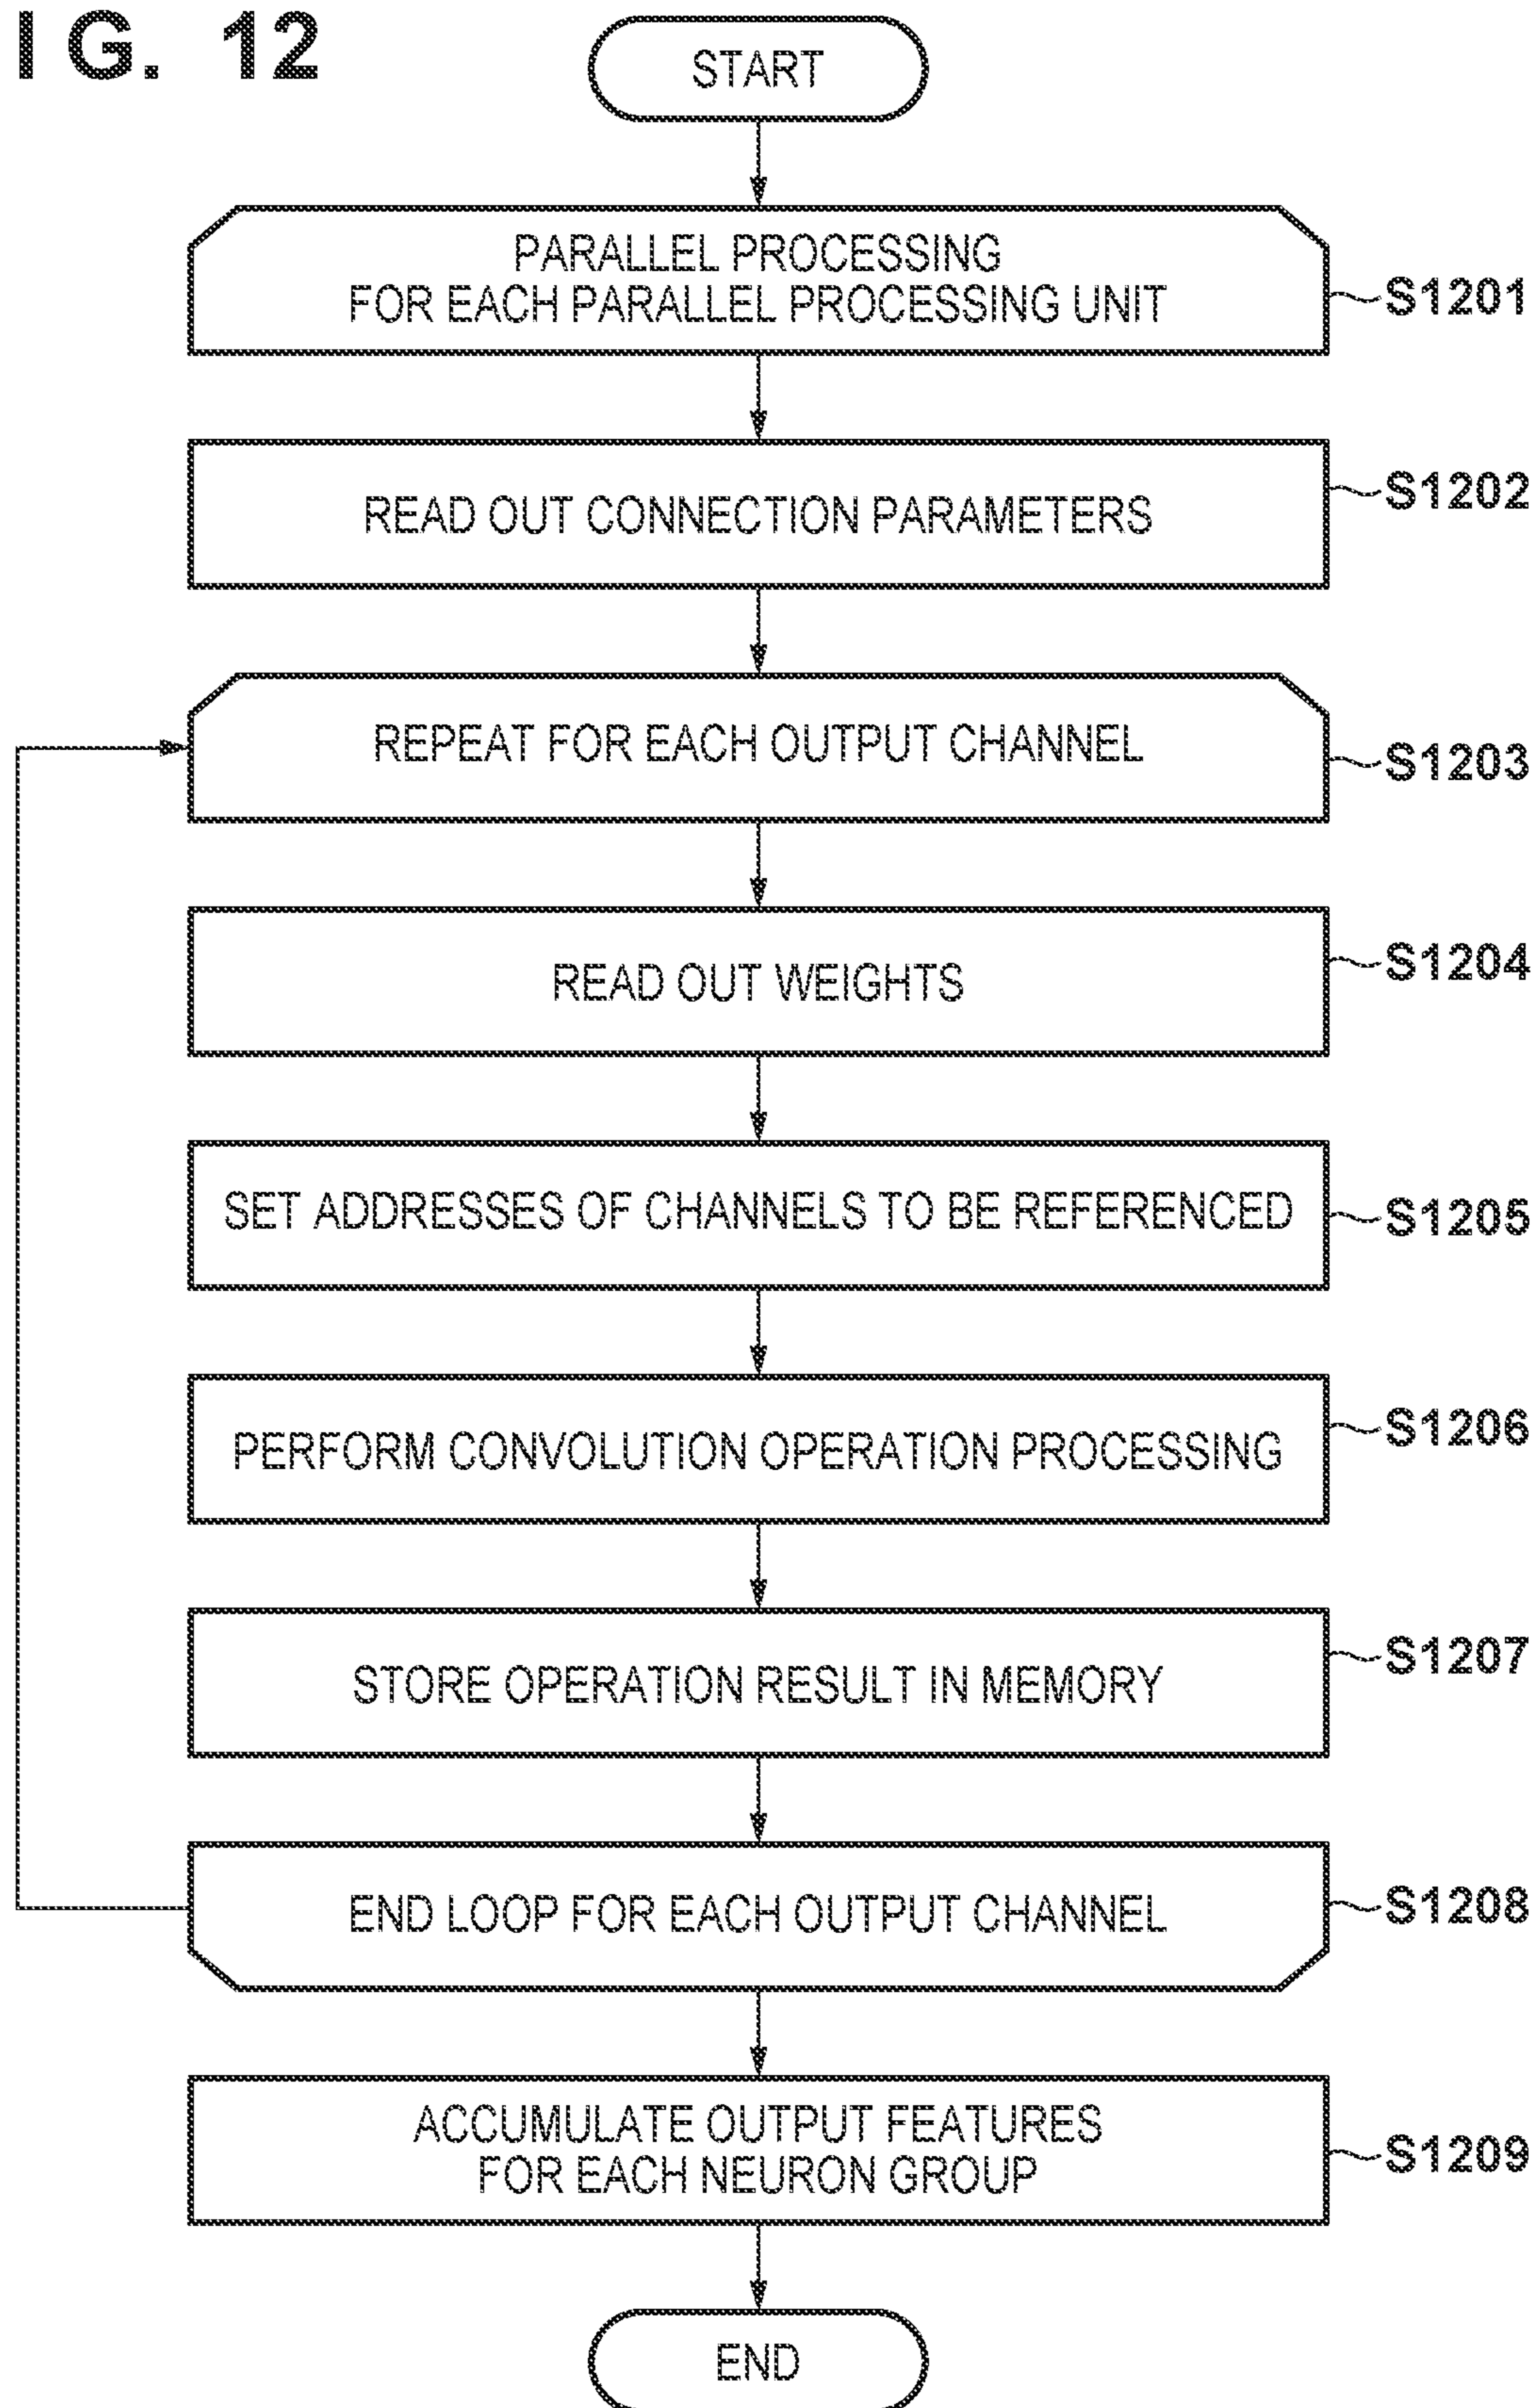 IG. 12
START
PARALLEL PROCESSING
FOR EACH PARALLEL PROCESSING UNIT
S1201
READ OUT CONNECTION PARAMETERS
S1202
REPEAT FOR EACH OUTPUT CHANNEL
S1203
READ OUT WEIGHTS
S1204
SET ADDRESSES OF CHANNELS TO BE REFERENCED
S1205
PERFORM CONVOLUTION OPERATION PROCESSING
S1206
STORE OPERATION RESULT IN MEMORY
S1207
END LOOP FOR EACH OUTPUT CHANNEL
S1208
ACCUMULATE OUTPUT FEATURES
FOR EACH NEURON GROUP
S1209
END